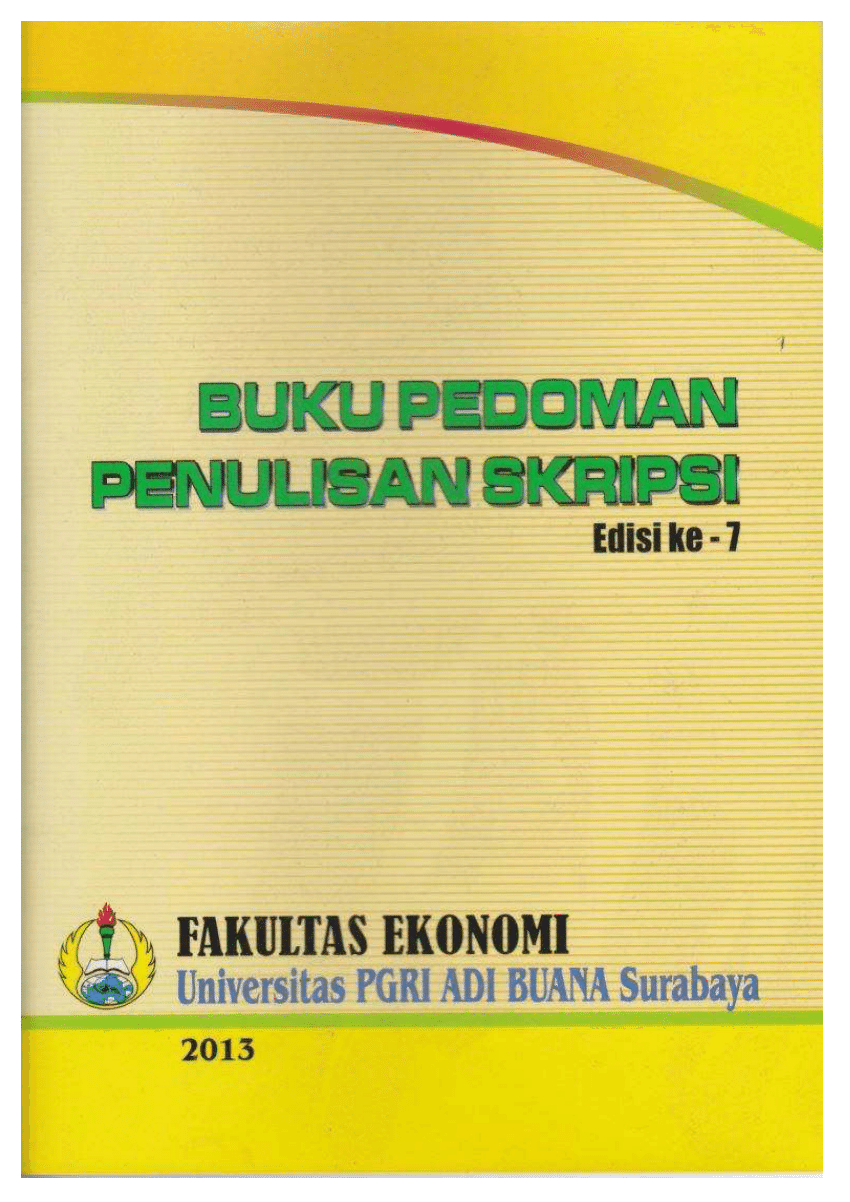 BUKU PEDOMAN
PENULISAN SKRIPSI
Edisi ke - 7
FAKULTAS EKONOMI
Universitas PGRI ADI BUANA Surabaya
2013